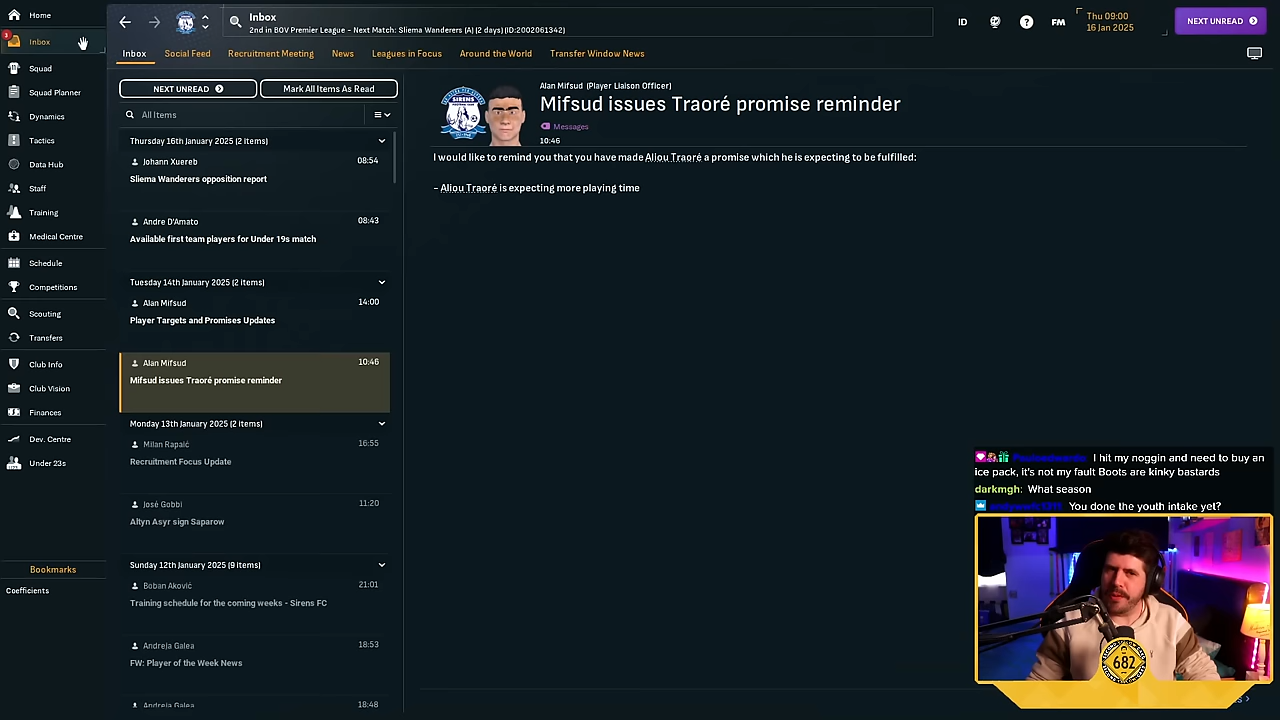 Home
Inbox
Squad
Squad Planner
Dynamics
Tactics
Data Hub
Staff
Training
Medical Centre
Schedule
Competitions
Scouting
Transfers
Club Info
Club Vision
Finances
Dev. Centre
Under 23s
Bookmarks
Coefficients
Inbox
2nd in BOV Premier League - Next Match: Sliema Wanderers (A) (2 days) (ID:2002061342)
ID
FM
Thu 09:00
16 Jan 2025
NEXT UNREAD
Inbox
Social Feed
Recruitment Meeting
News
Leagues in Focus
Around the World
Transfer Window News
NEXT UNREAD
Mark All Items As Read
All Items
Thursday 16th January 2025 (2 items)
Johann Xuereb
08:54
Sliema Wanderers opposition report
Andre D'Amato
08:43
Available first team players for Under 19s match
Tuesday 14th January 2025 (2 items)
Alan Mifsud
14:00
Player Targets and Promises Updates
Alan Mifsud
10:46
Mifsud issues Traoré promise reminder
Monday 13th January 2025 (2 items)
Milan Rapaić
16:55
Recruitment Focus Update
José Gobbi
11:20
Altyn Asyr sign Saparow
Sunday 12th January 2025 (9 items)
Boban Aković
21:01
Training schedule for the coming weeks - Sirens FC
Andreja Galea
18:53
FW: Player of the Week News
Andreja Galea
18:48
SIRENS
Alan Mifsud (Player Liaison Officer)
Mifsud issues Traoré promise reminder
Messages
10:46
I would like to remind you that you have made Aliou Traoré a promise which he is expecting to be fulfilled:
- Aliou Traoré is expecting more playing time
I hit my noggin and need to buy an
ice pack, it's not my fault Boots are kinky bastards
darkmgh: What season
You done the youth intake yet?
682